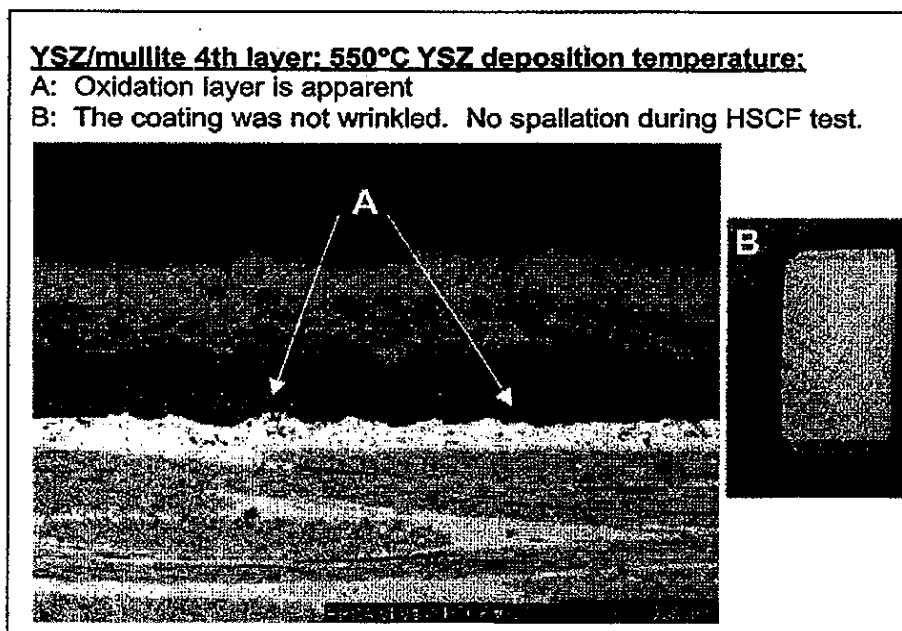 YSZ/mullite 4th layer; 550°C YSZ deposition temperature:
A: Oxidation layer is apparent
B: The coating was not wrinkled. No spallation during HSCF test.
A
B